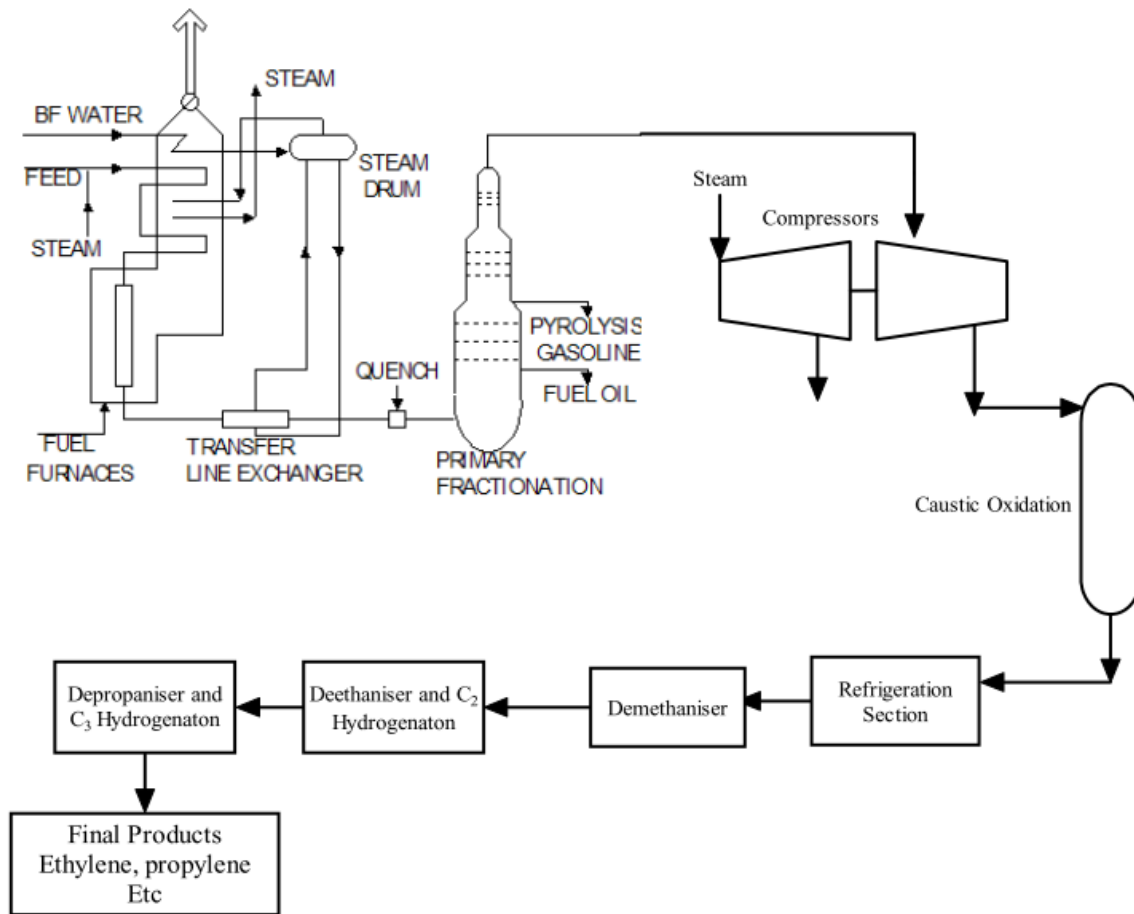 STEAM
BF WATER
FEED
STEAM
STEAM
DRUM
FUEL
FURNACES
TRANSFER
LINE EXCHANGER
QUENCH
PYROLYSIS
GASOLINE
FUEL OIL
PRIMARY
FRACTIONATION
Steam
Compressors
Caustic Oxidation
Depropaniser and
C₃ Hydrogenaton
Deethaniser and C₂
Hydrogenaton
Demethaniser
Refrigeration
Section
Final Products
Ethylene, propylene
Etc